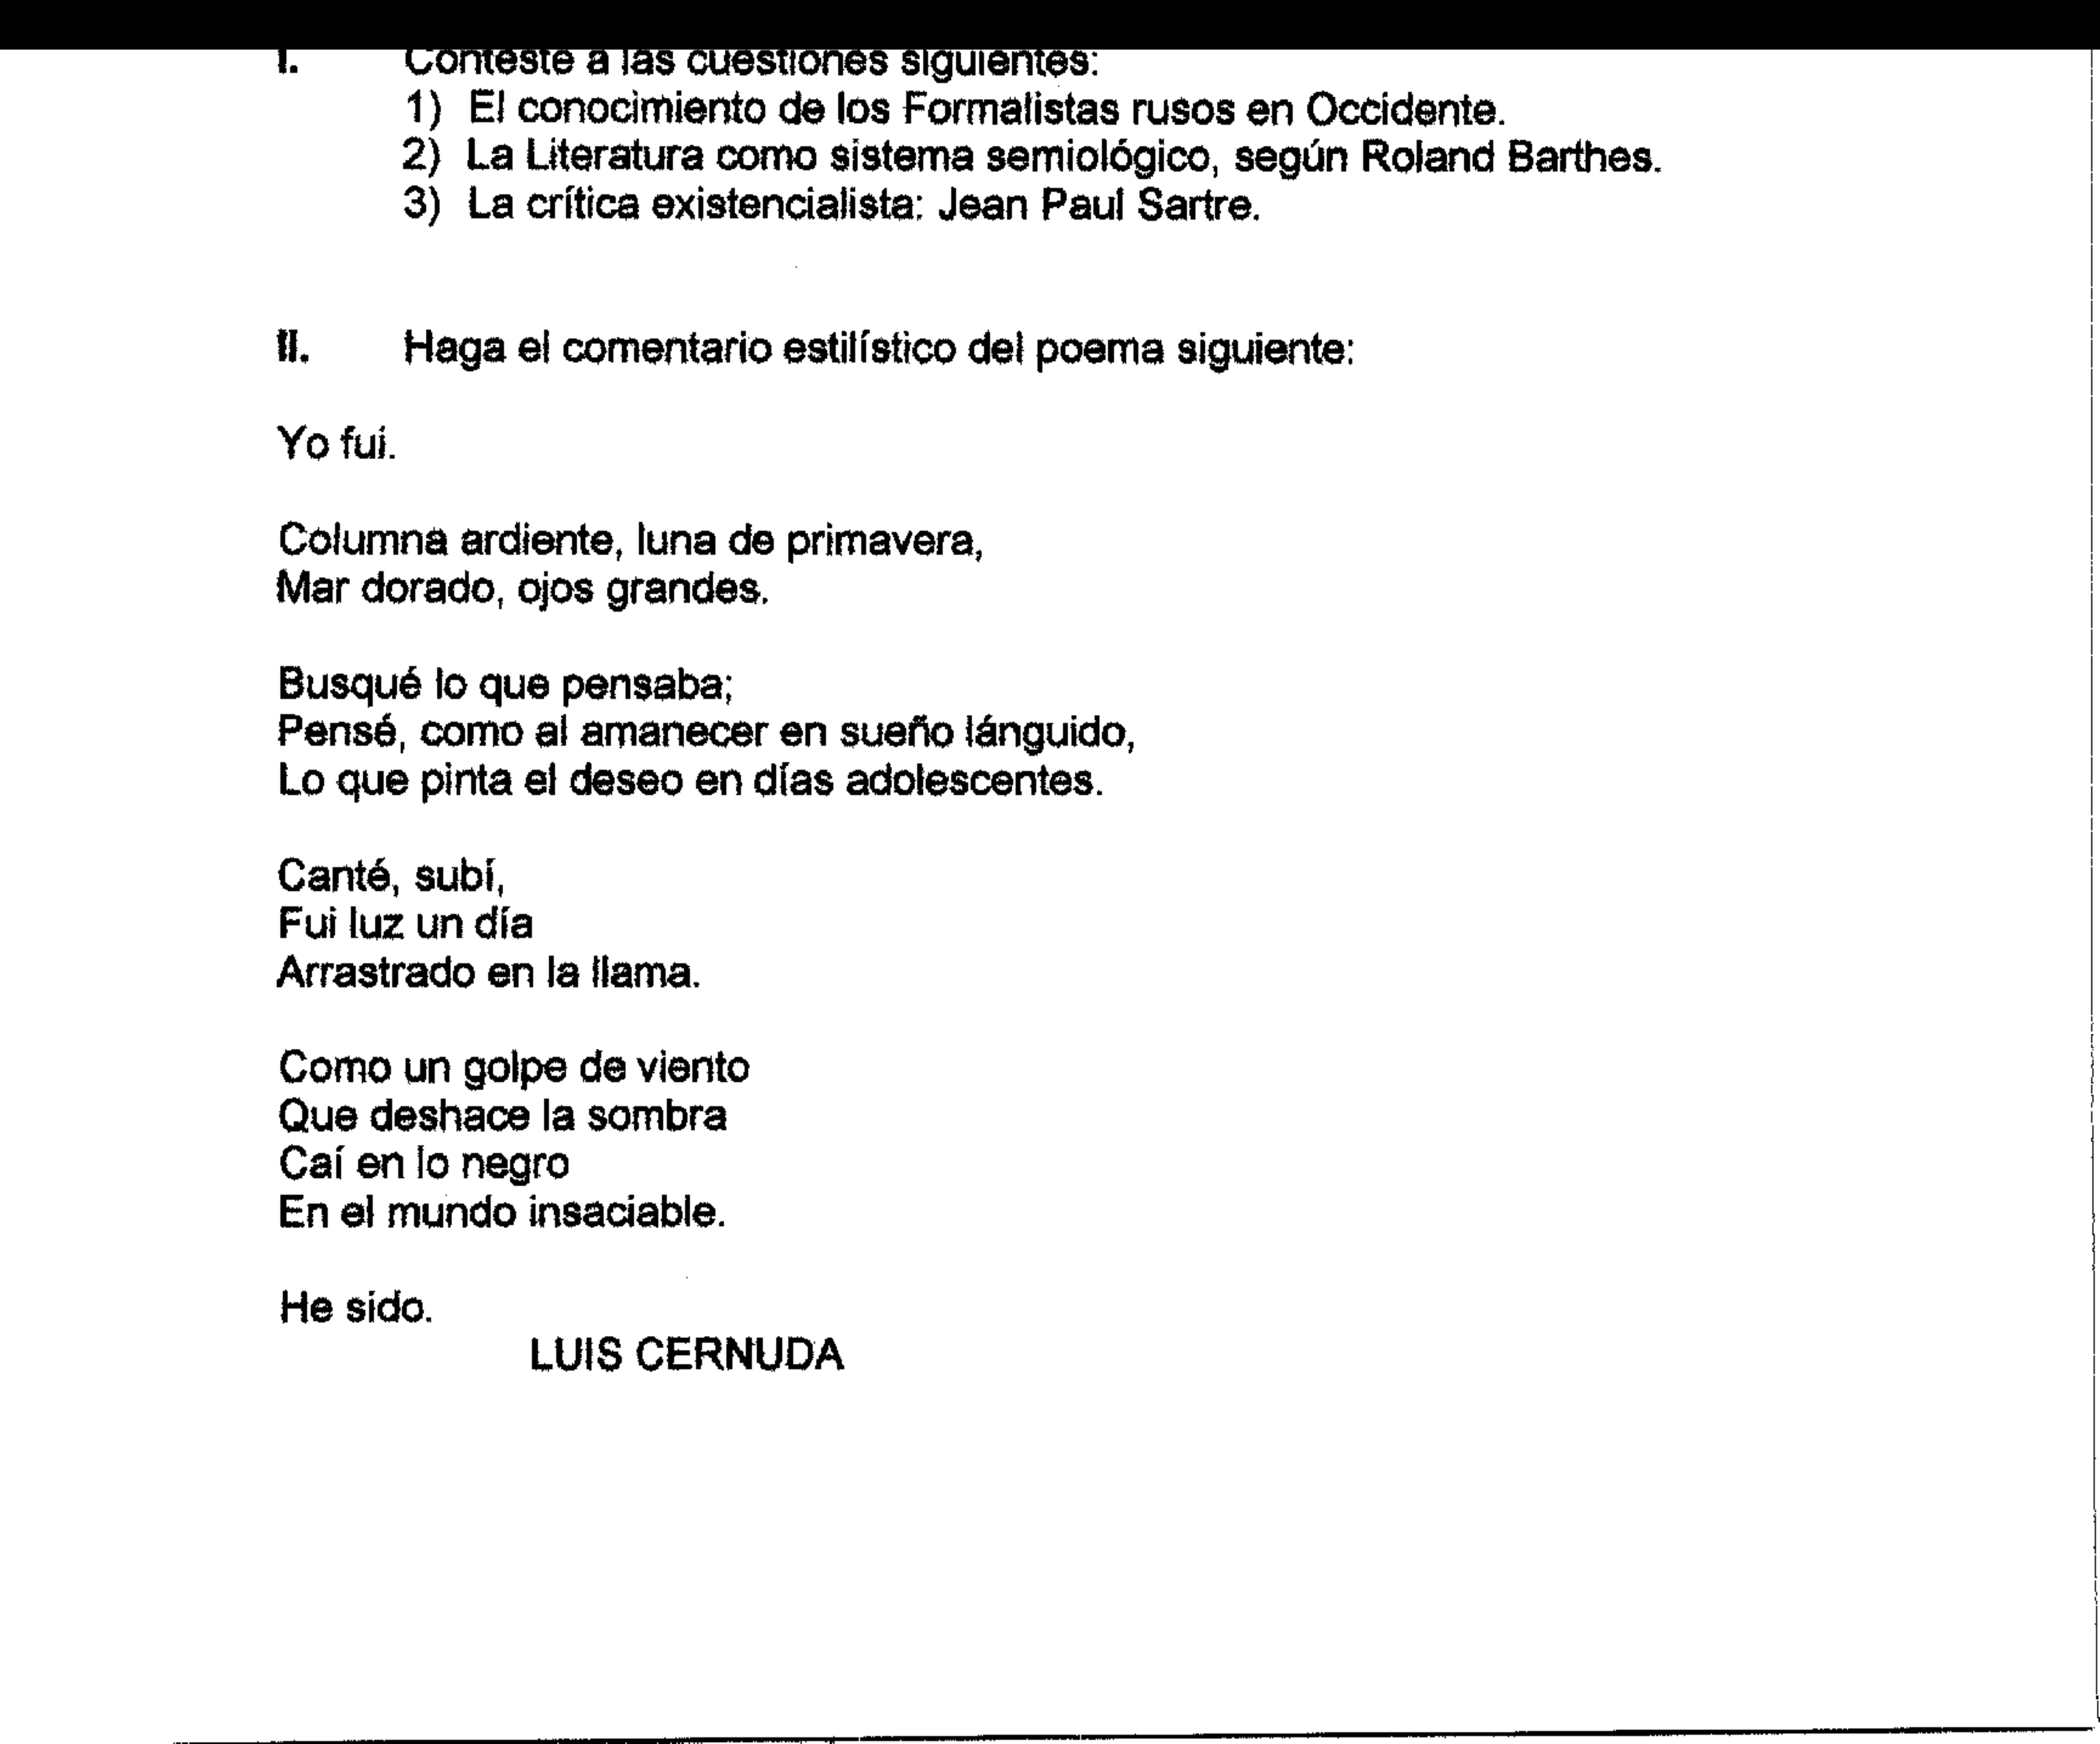 I. Conteste a las cuestiones siguientes:
1) El conocimiento de los Formalistas rusos en Occidente.
2) La Literatura como sistema semiológico, según Roland Barthes.
3) La crítica existencialista: Jean Paul Sartre.
II. Haga el comentario estilístico del poema siguiente:
Yo fui.
Columna ardiente, luna de primavera,
Mar dorado, ojos grandes.
Busqué lo que pensaba;
Pensé, como al amanecer en sueño lánguido,
Lo que pinta el deseo en días adolescentes.
Canté, subí,
Fui luz un día
Arrastrado en la llama.
Como un golpe de viento
Que deshace la sombra
Caí en lo negro
En el mundo insaciable.
He sido.
LUIS CERNUDA